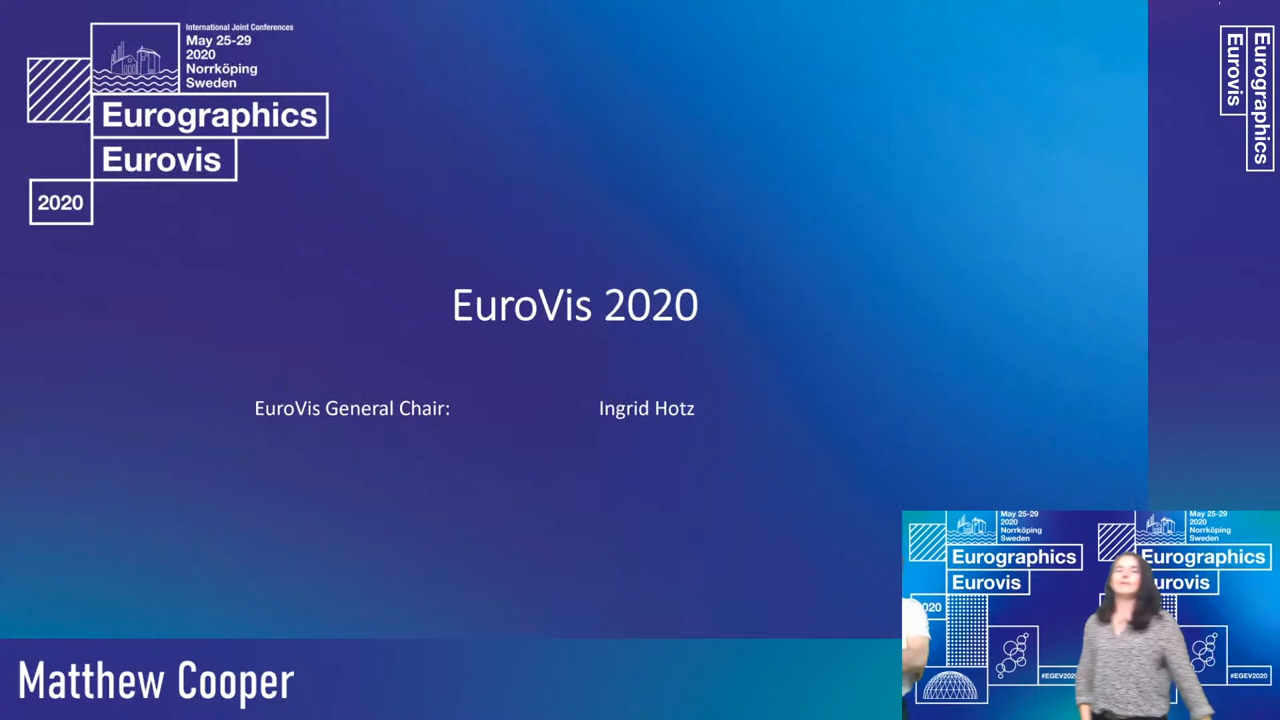 International Joint Conferences
May 25-29
2020
Norrköping
Sweden
Eurographics
Eurovis
2020
Eurographics
Eurovis
EuroVis 2020
EuroVis General Chair:
Ingrid Hotz
May 25-29
2020
Norrköping
Sweden
Eurographics
Eurovis
020
#EGEV2020
May 25-29
2020
Norrköping
Sweden
Eurographics
urovis
#EGEV2020
Matthew Cooper